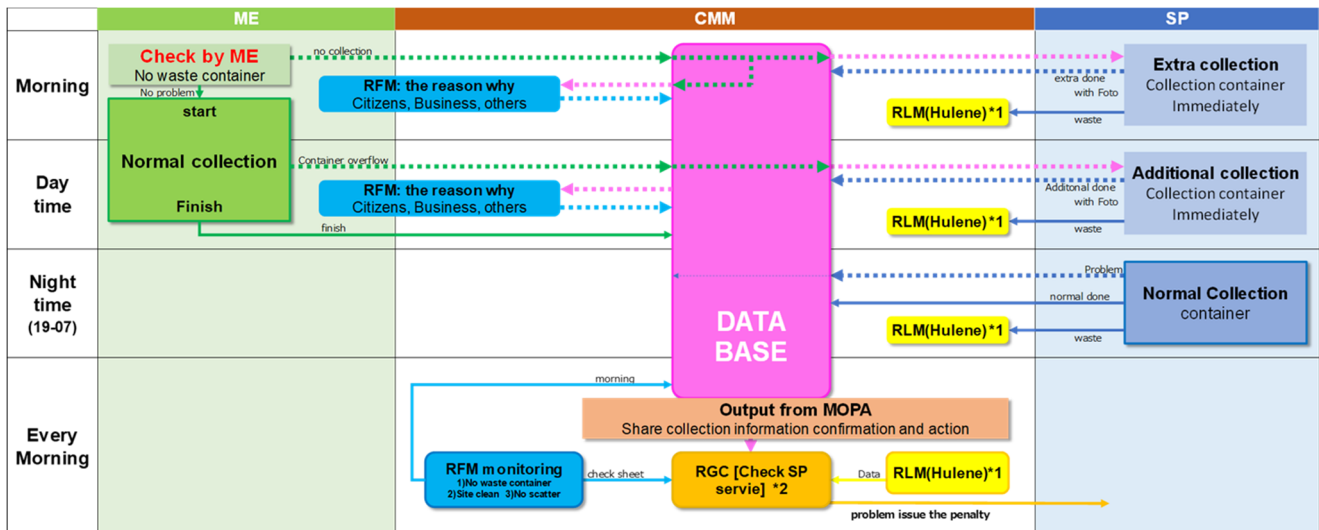 ME
CMM
SP
Morning
Check by ME
No waste container
no collection
No problem
RFM: the reason why
Citizens, Business, others
Extra collection
Collection container
Immediately
extra done
with Foto
RLM(Hulene)*1
waste
start
Normal collection
Finish
Day
time
Container overflow
RFM: the reason why
Citizens, Business, others
finish
Additional collection
Collection container
Immediately
Additonal done
with Foto
RLM(Hulene)*1
waste
Night
time
(19-07)
DATA
BASE
Problem
normal done
Normal Collection
container
RLM(Hulene)*1
waste
Every
Morning
morning
Output from MOPA
Share collection information confirmation and action
RFM monitoring
1)No waste container
2)Site clean 3)No scatter
check sheet
RGC [Check SP
servie] *2
Data
RLM(Hulene)*1
problem issue the penalty